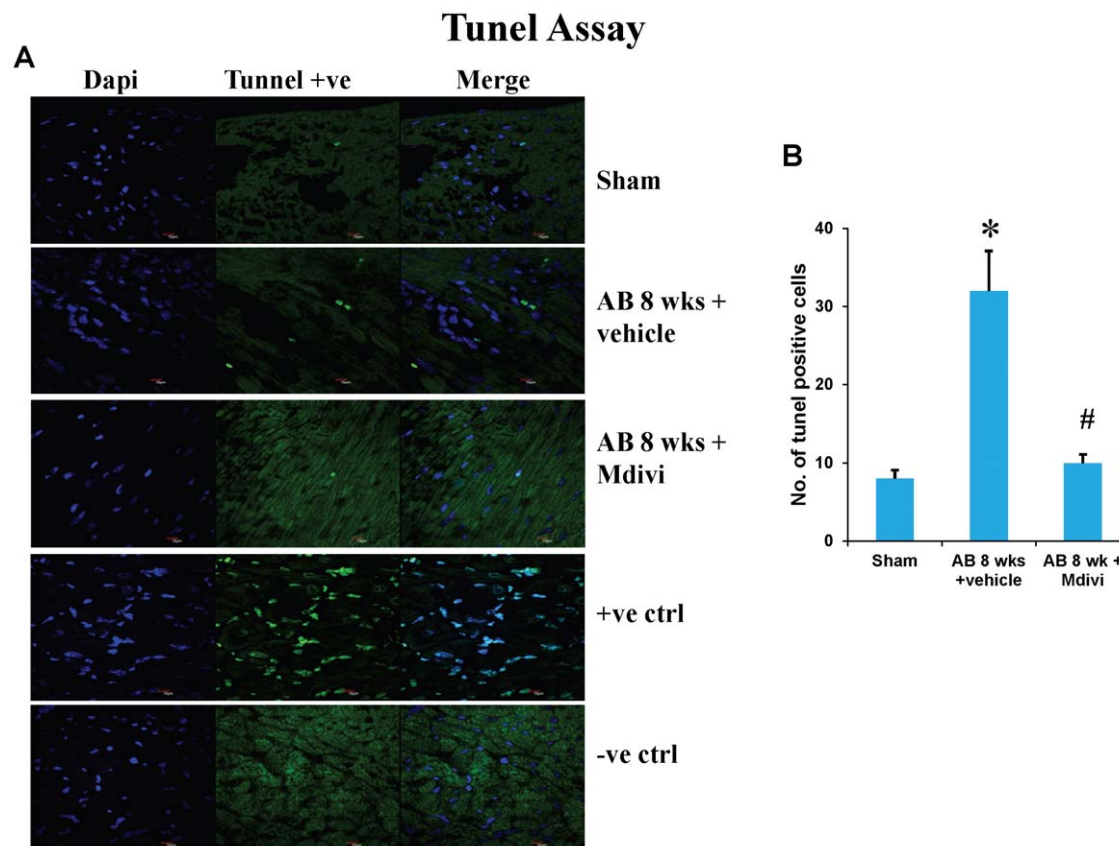 Tunel Assay
A
Dapi Tunnel +ve Merge
Sham
AB 8 wks +
vehicle
AB 8 wks +
Mdivi
+ve ctrl
-ve ctrl
B
No. of tunel positive cells
40
30
20
10
0
*
#
Sham
AB 8 wks
+vehicle
AB 8 wk +
Mdivi